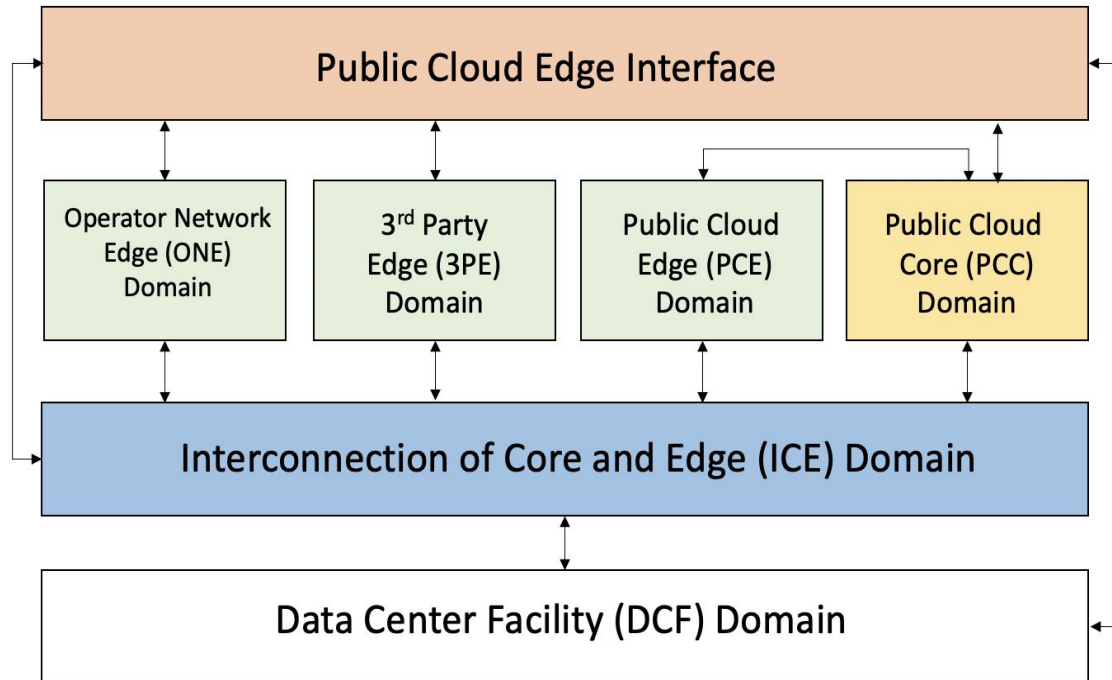 Public Cloud Edge Interface
Operator Network
Edge (ONE)
Domain
3rd Party
Edge (3PE)
Domain
Public Cloud
Edge (PCE)
Domain
Public Cloud
Core (PCC)
Domain
Interconnection of Core and Edge (ICE) Domain
Data Center Facility (DCF) Domain